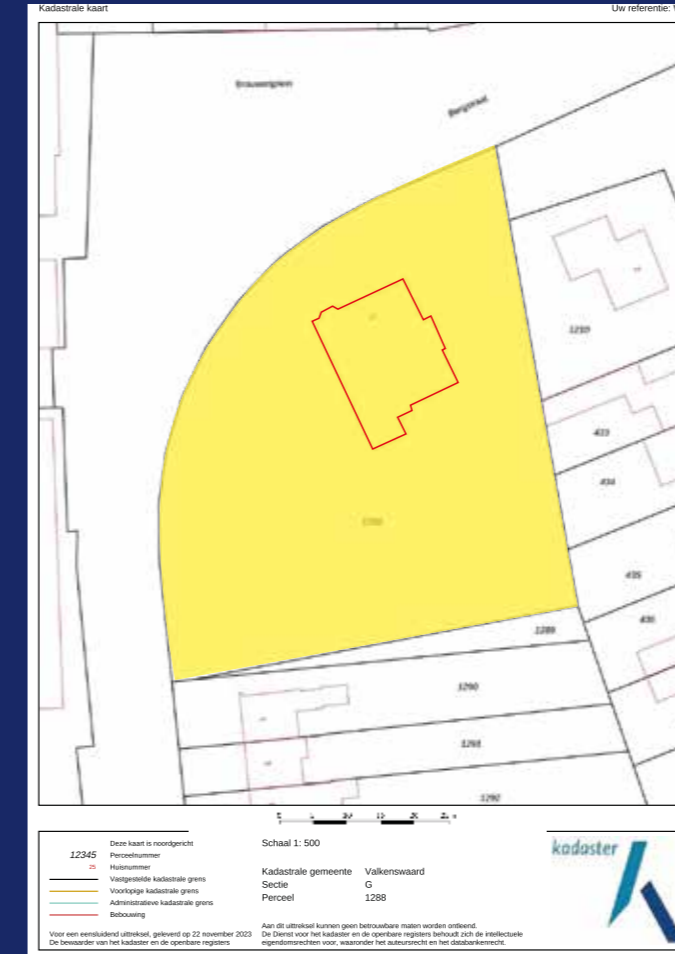 Kadastrale kaart
Uw referentie:
Brouwerijplein
Bergstraat
1288
433
434
435
436
1289
1290
1291
1292
Deze kaart is noordgericht
12345 Perceelnummer
25 Huisnummer
Vastgestelde kadastrale grens
Voorlopige kadastrale grens
Administratieve kadastrale grens
Bebouwing
Voor een eensluidend uittreksel, geleverd op 22 november 2023
De bewaarder van het kadaster en de openbare registers
Schaal 1: 500
Kadastrale gemeente Valkenswaard
Sectie G
Perceel 1288
Aan dit uittreksel kunnen geen betrouwbare maten worden ontleend.
De Dienst voor het kadaster en de openbare registers behoudt zich de intellectuele
eigendomsrechten voor, waaronder het auteursrecht en het databankenrecht.
kadaster